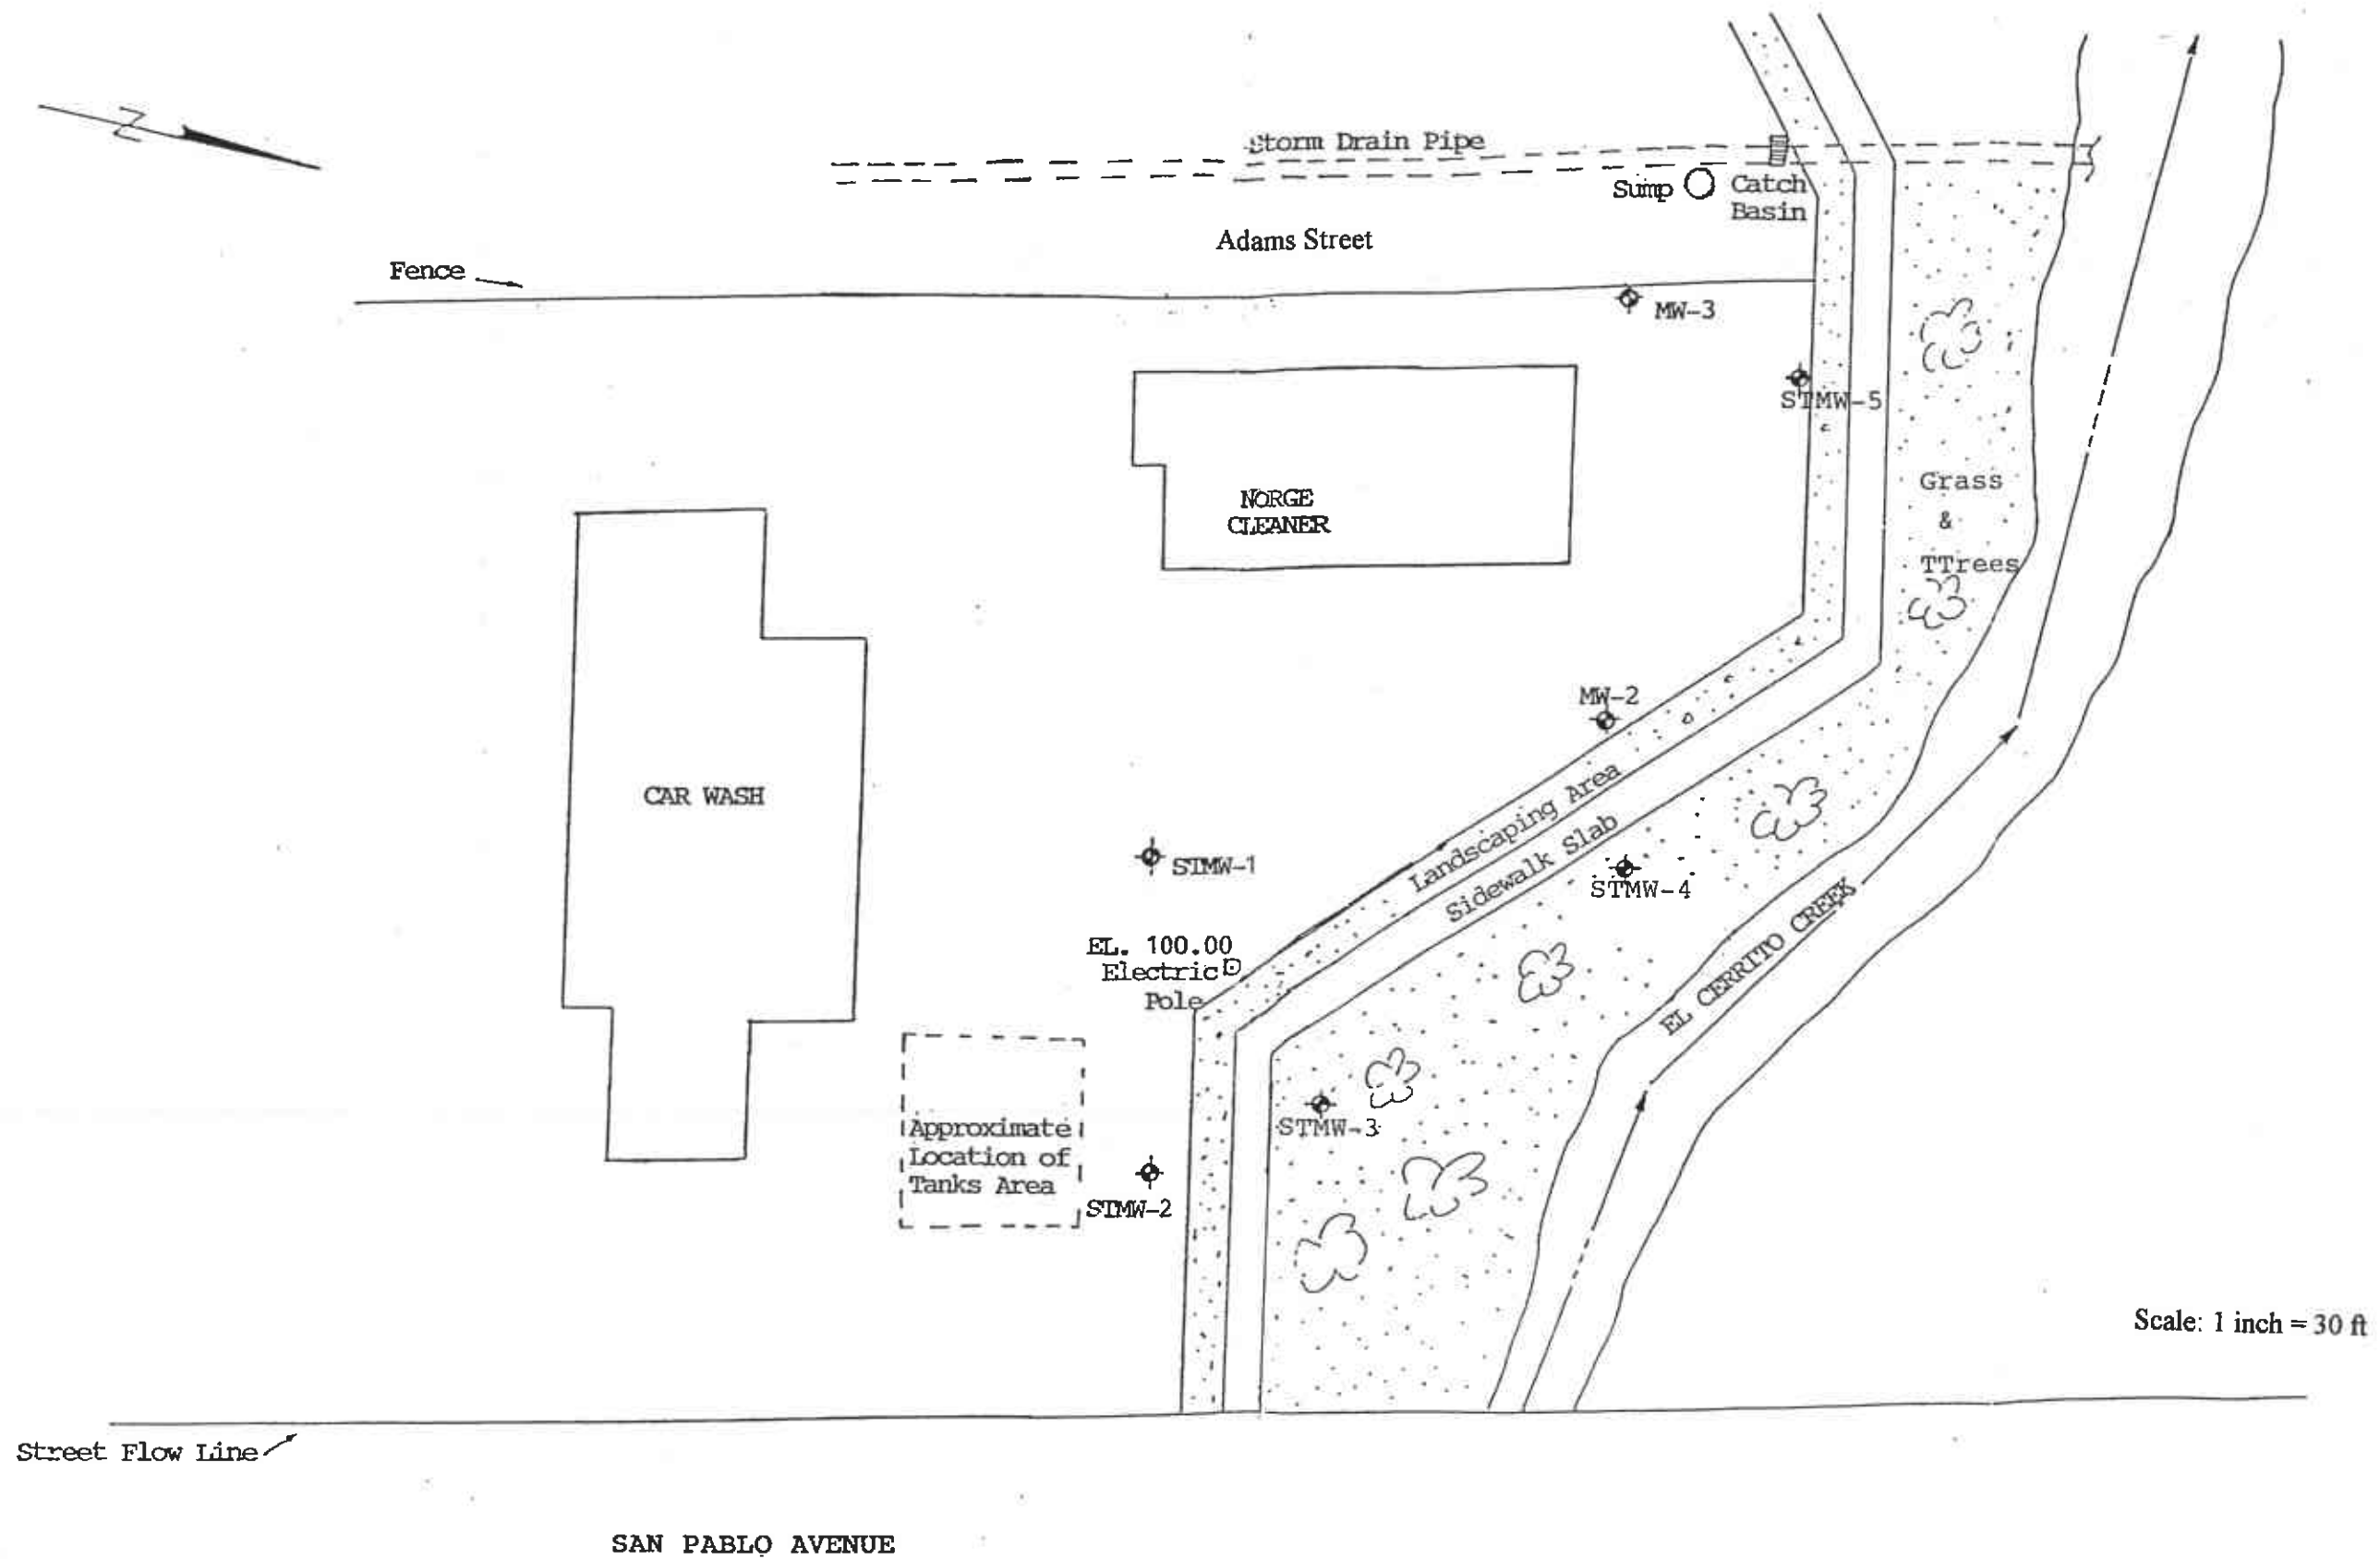 N
Storm Drain Pipe
Sump
Catch
Basin
Adams Street
Fence
MW-3
STMW-5
NORGE
CLEANER
Grass
&
TTrees
MW-2
CAR WASH
Landscaping Area
Sidewalk Slab
STMW-1
STMW-4
EL. 100.00
Electric
Pole
EL CERRITO CREEK
Approximate
Location of
Tanks Area
STMW-3
STMW-2
Scale: 1 inch = 30 ft
Street Flow Line
SAN PABLO AVENUE